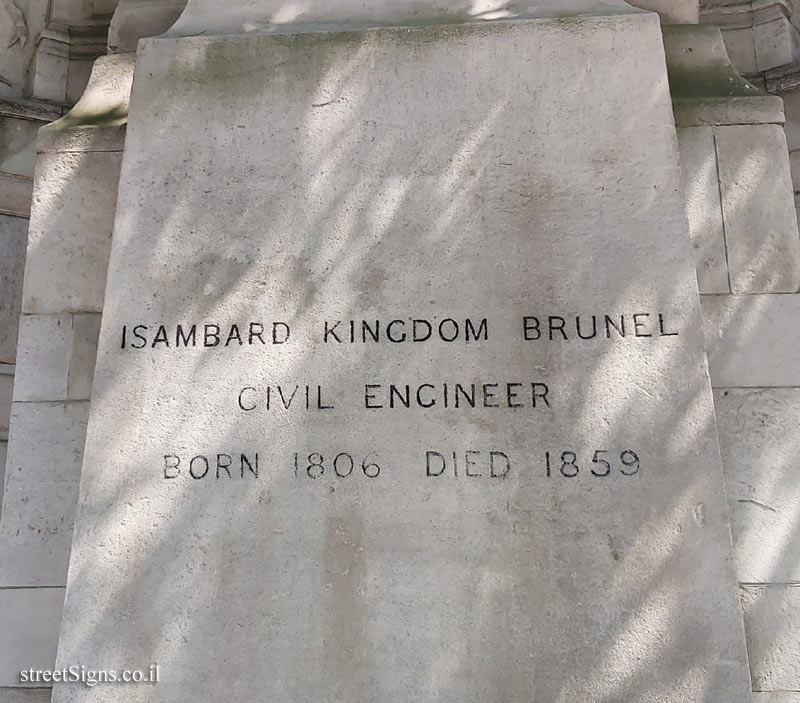 ISAMBARD KINGDOM BRUNEL
CIVIL ENGINEER
BORN 1806 DIED 1859
streetSigns.co.il